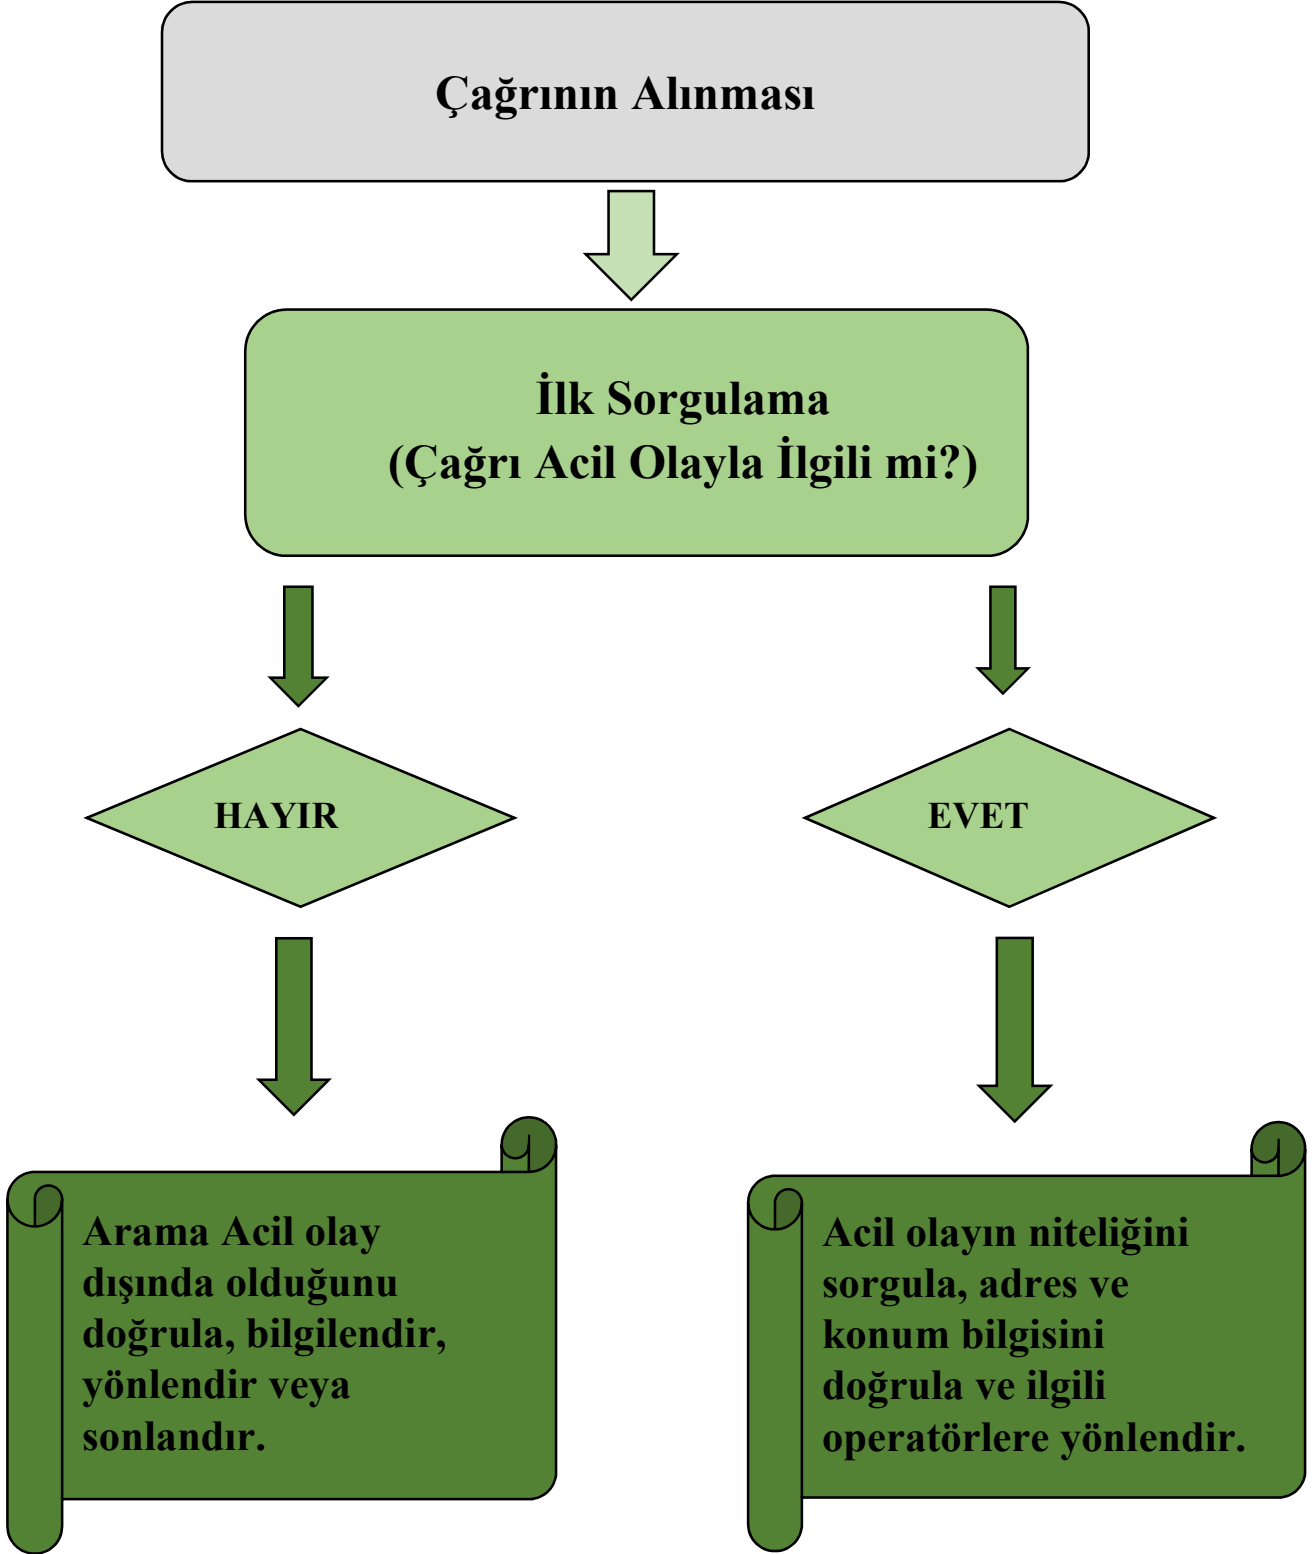 Çağrının Alınması
İlk Sorgulama
(Çağrı Acil Olayla İlgili mi?)
HAYIR
EVET
Arama Acil olay
dışında olduğunu
doğrula, bilgilendir,
yönlendir veya
sonlandır.
Acil olayın niteliğini
sorgula, adres ve
konum bilgisini
doğrula ve ilgili
operatörlere yönlendir.